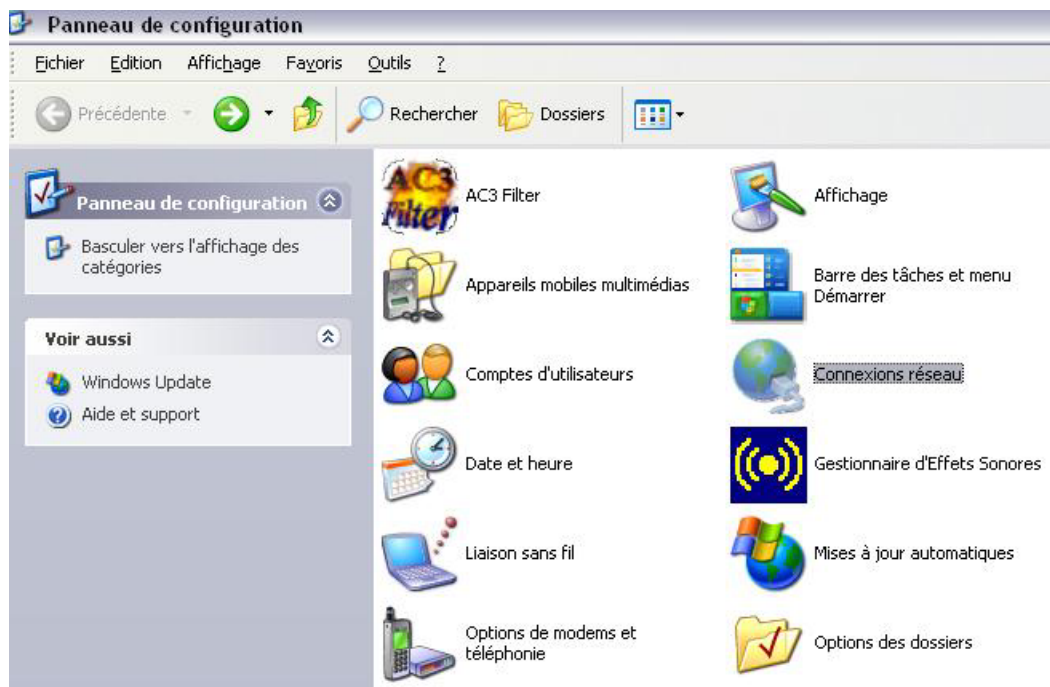 Panneau de configuration
Fichier Edition Affichage Favoris Outils ?
Précédente Rechercher Dossiers
Panneau de configuration
Basculer vers l'affichage des
catégories
Voir aussi
Windows Update
Aide et support
AC3 Filter
AC3 Filter
Affichage
Appareils mobiles multimédias
Barre des tâches et menu
Démarrer
Comptes d'utilisateurs
Connexions réseau
Date et heure
Gestionnaire d'Effets Sonores
Liaison sans fil
Mises à jour automatiques
Options de modems et
téléphonie
Options des dossiers